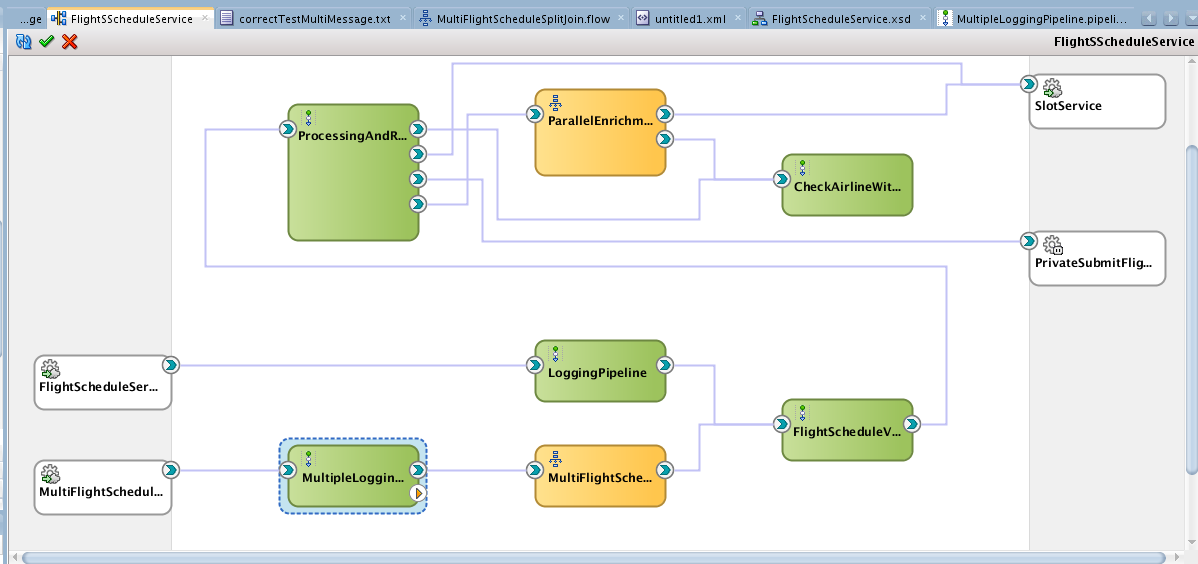 ...ge
FlightSScheduleService
correctTestMultiMessage.txt
MultiFlightScheduleSplitJoin.flow
untitled1.xml
FlightScheduleService.xsd
MultipleLoggingPipeline.pipeli...
FlightSScheduleService
SlotService
ProcessingAndR...
ParallelEnrichm...
CheckAirlineWit...
PrivateSubmitFlig...
FlightScheduleSer...
LoggingPipeline
FlightScheduleV...
MultiFlightSchedul...
MultipleLoggin...
MultiFlightSche...